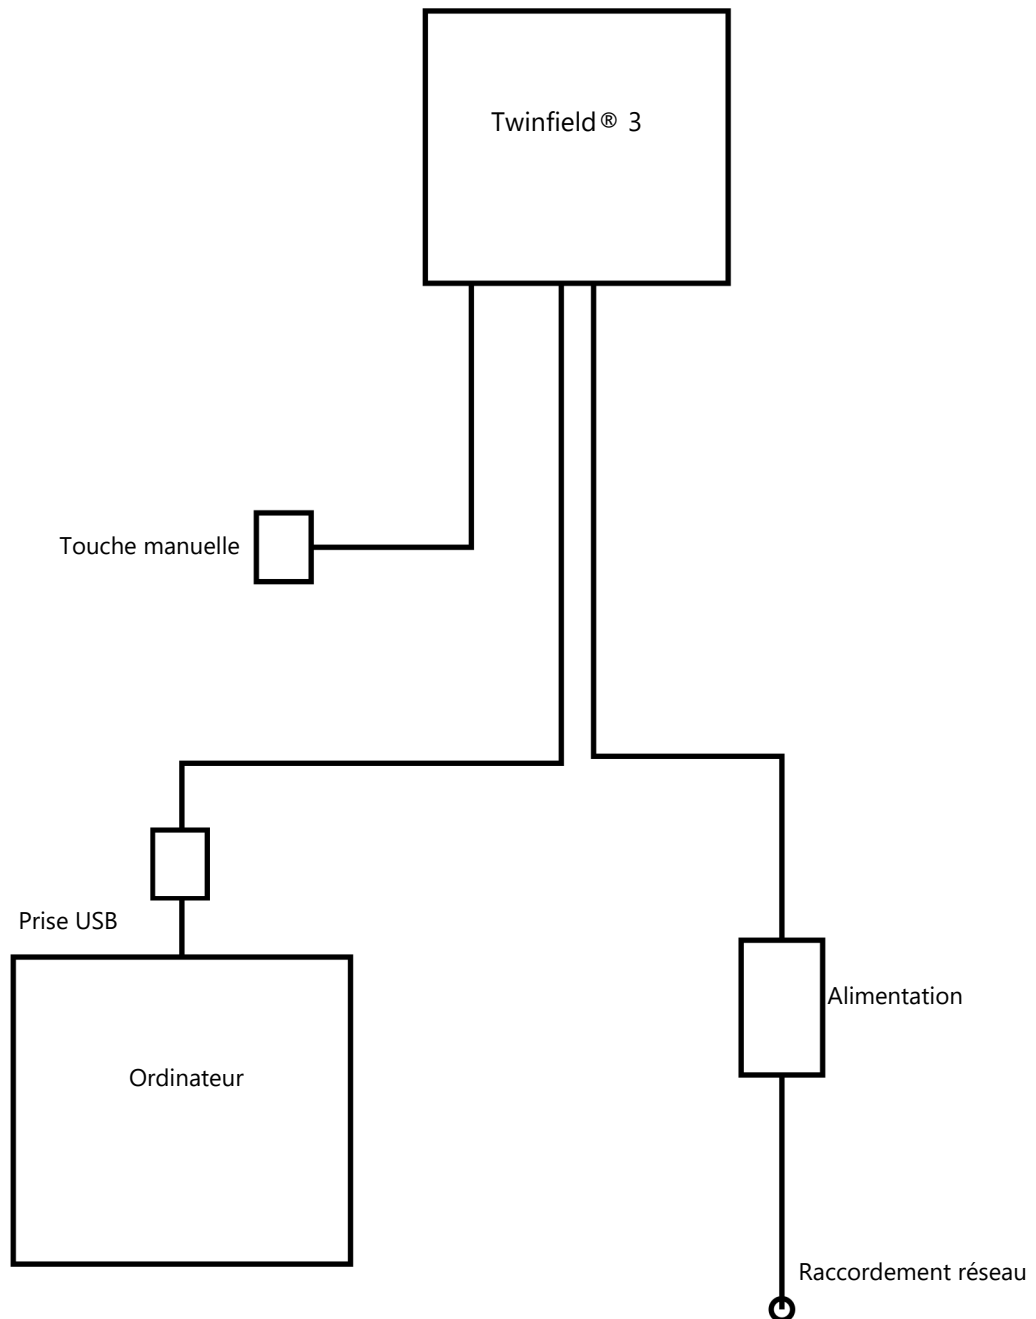 Twinfield® 3
Touche manuelle
Prise USB
Alimentation
Ordinateur
Raccordement réseau